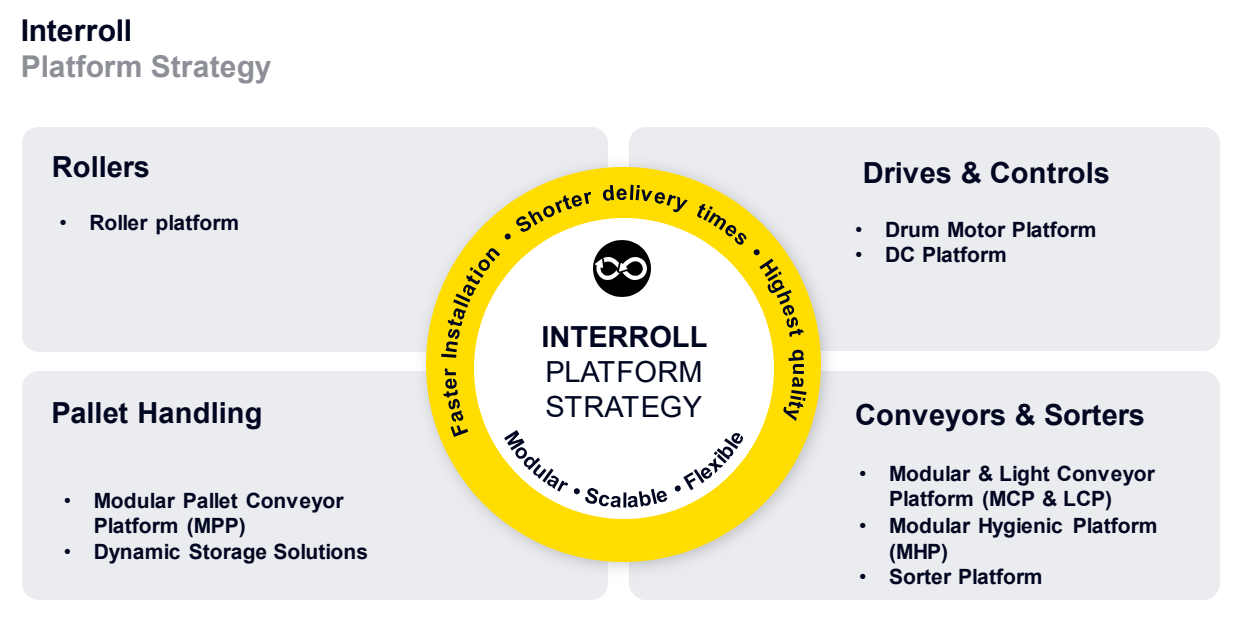 Interroll
Platform Strategy
Rollers
• Roller platform
Drives & Controls
• Drum Motor Platform
• DC Platform
Faster Installation • Shorter delivery times • Highest quality
INTERROLL
PLATFORM
STRATEGY
Modular • Scalable • Flexible
Pallet Handling
• Modular Pallet Conveyor
Platform (MPP)
• Dynamic Storage Solutions
Conveyors & Sorters
• Modular & Light Conveyor
Platform (MCP & LCP)
• Modular Hygienic Platform
(MHP)
• Sorter Platform